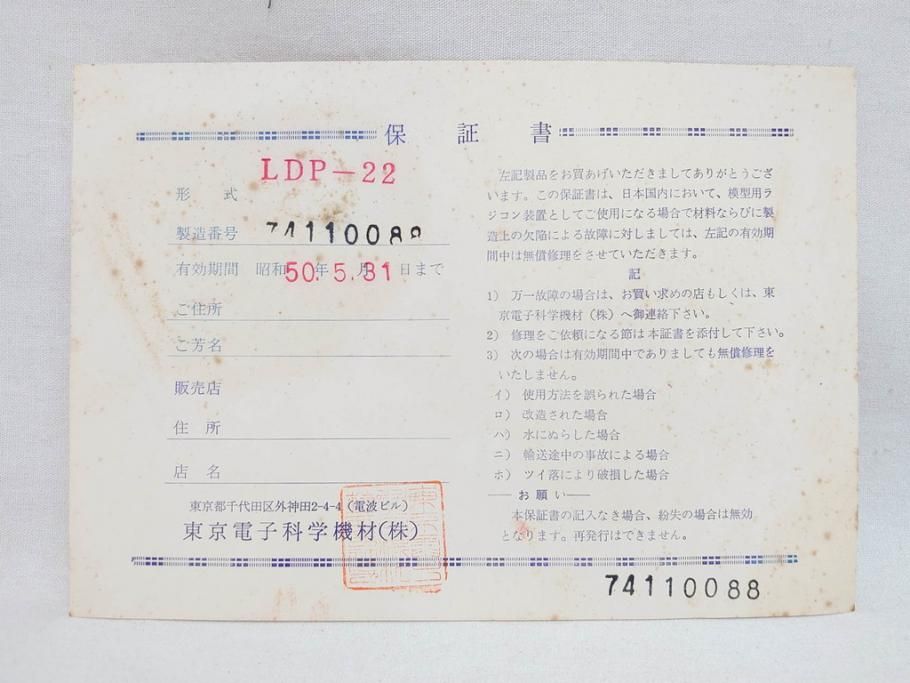 保証書
形式 LDP-22
製造番号 74110088
有効期間 昭和50年5月31日まで
ご住所
ご芳名
販売店
住所
店名
東京都千代田区外神田2-4-4(電波ビル)
東京電子科学機材(株)
左記製品をお買あげいただきましてありがとうござ
います。この保証書は、日本国内において、模型用ラ
ジコン装置としてご使用になる場合で材料ならびに製
造上の欠陥による故障に対しましては、左記の有効期
間中は無償修理をさせていただきます。
記
1) 万一故障の場合は、お買い求めの店もしくは、東
京電子科学機材(株)へ御連絡下さい。
2) 修理をご依頼になる節は本証書を添付して下さい。
3) 次の場合は有効期間中でありましても無償修理を
いたしません。
イ) 使用方法を誤られた場合
ロ) 改造された場合
ハ) 水にぬらした場合
ニ) 輸送途中の事故による場合
ホ) ツイ落により破損した場合
——お願い——
本保証書の記入なき場合、紛失の場合は無効
となります。再発行はできません。
74110088